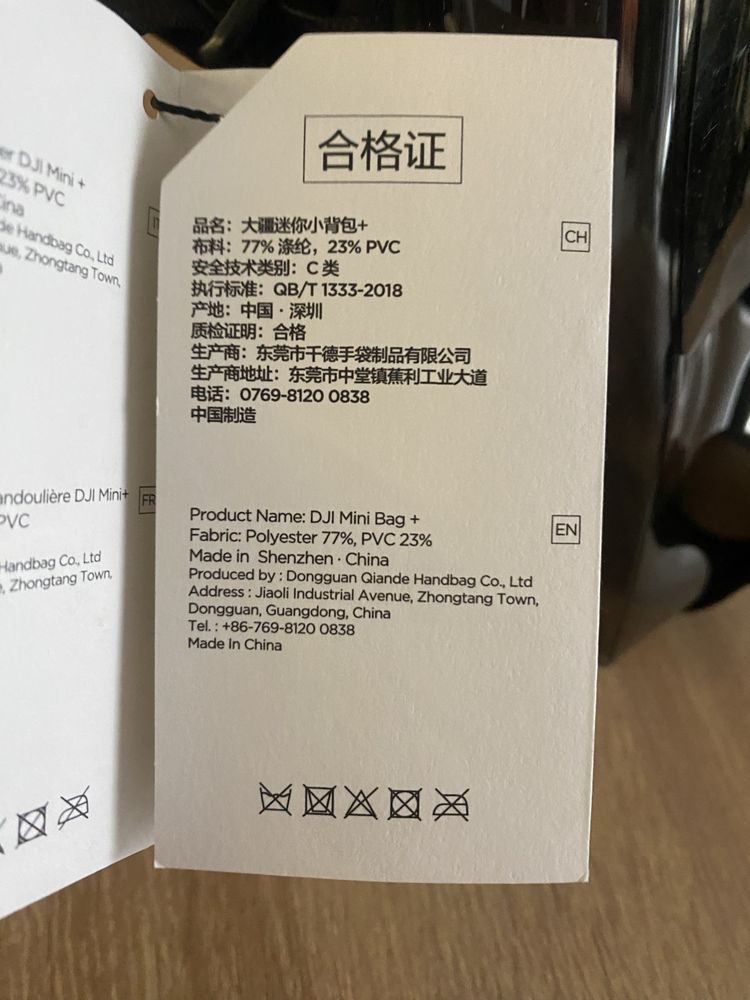 DJI Mini +
23% PVC
Handbag Co., Ltd
Zhongtang Town,
IT
DJI Mini+
FR
PVC
Handbag Co., Ltd
Zhongtang Town,
合格证
CH
品名：大疆迷你小背包+
布料：77% 涤纶，23% PVC
安全技术类别：C 类
执行标准：QB/T 1333-2018
产地：中国 · 深圳
质检证明：合格
生产商：东莞市千德手袋制品有限公司
生产商地址：东莞市中堂镇蕉利工业大道
电话：0769-8120 0838
中国制造
EN
Product Name: DJI Mini Bag +
Fabric: Polyester 77%, PVC 23%
Made in Shenzhen · China
Produced by : Dongguan Qiande Handbag Co., Ltd
Address : Jiaoli Industrial Avenue, Zhongtang Town,
Dongguan, Guangdong, China
Tel. : +86-769-8120 0838
Made In China